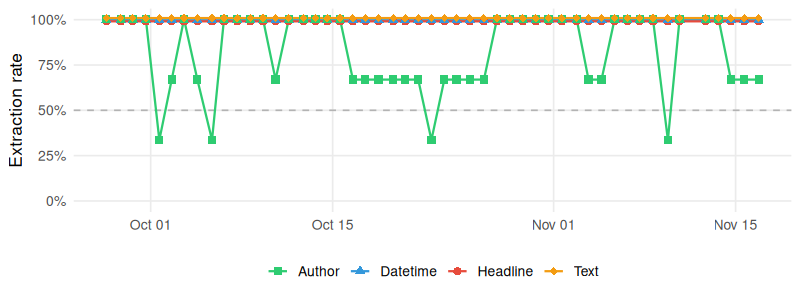 100%
75%
50%
25%
0%
Extraction rate
Oct 01 Oct 15 Nov 01 Nov 15
Author Datetime Headline Text